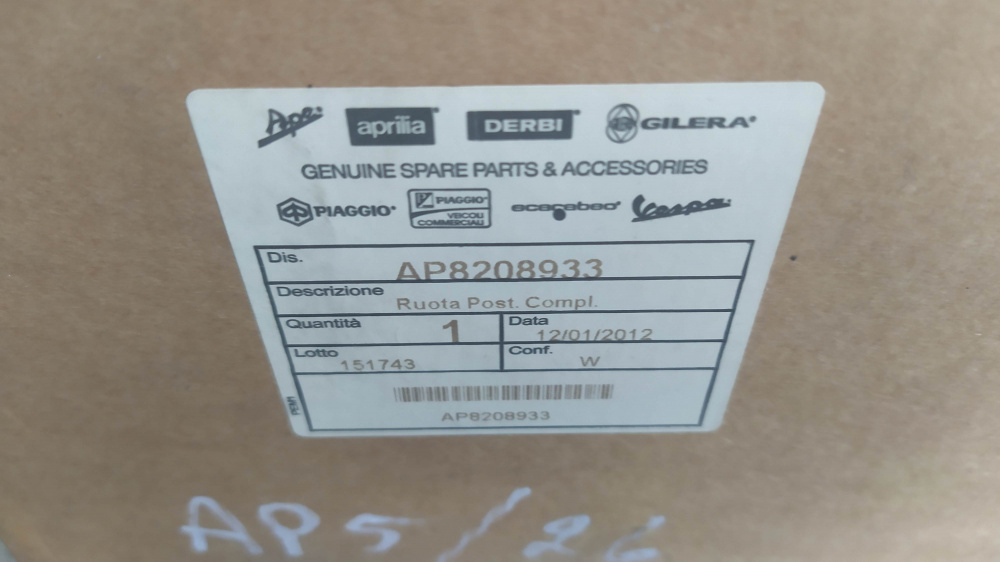 Ape aprilia DERBI GILERA
GENUINE SPARE PARTS & ACCESSORIES
PIAGGIO PIAGGIO VEICOLI COMMERCIALI scarabeo Vespa
Dis. AP8208933
Descrizione Ruota Post. Compl.
Quantità 1 Data 12/01/2012
Lotto 151743 Conf. W
AP8208933
AP5/26